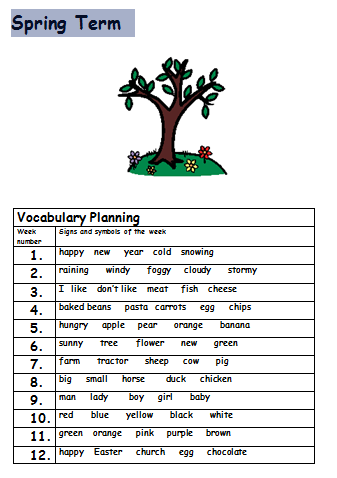 Spring Term
Vocabulary Planning
Week number Signs and symbols of the week
1. happy new year cold snowing
2. raining windy foggy cloudy stormy
3. I like don't like meat fish cheese
4. baked beans pasta carrots egg chips
5. hungry apple pear orange banana
6. sunny tree flower new green
7. farm tractor sheep cow pig
8. big small horse duck chicken
9. man lady boy girl baby
10. red blue yellow black white
11. green orange pink purple brown
12. happy Easter church egg chocolate